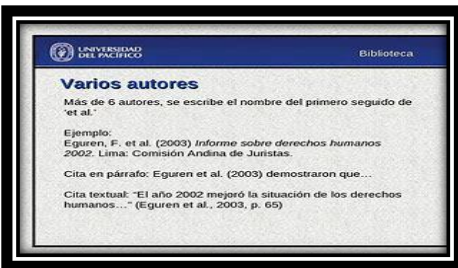 UNIVERSIDAD
DEL PACÍFICO
Biblioteca
Varios autores
Más de 6 autores, se escribe el nombre del primero seguido de
'et al.'
Ejemplo:
Eguren, F. et al. (2003) Informe sobre derechos humanos
2002. Lima: Comisión Andina de Juristas.
Cita en párrafo: Eguren et al. (2003) demostraron que…
Cita textual: "El año 2002 mejoró la situación de los derechos
humanos…" (Eguren et al., 2003, p. 65)